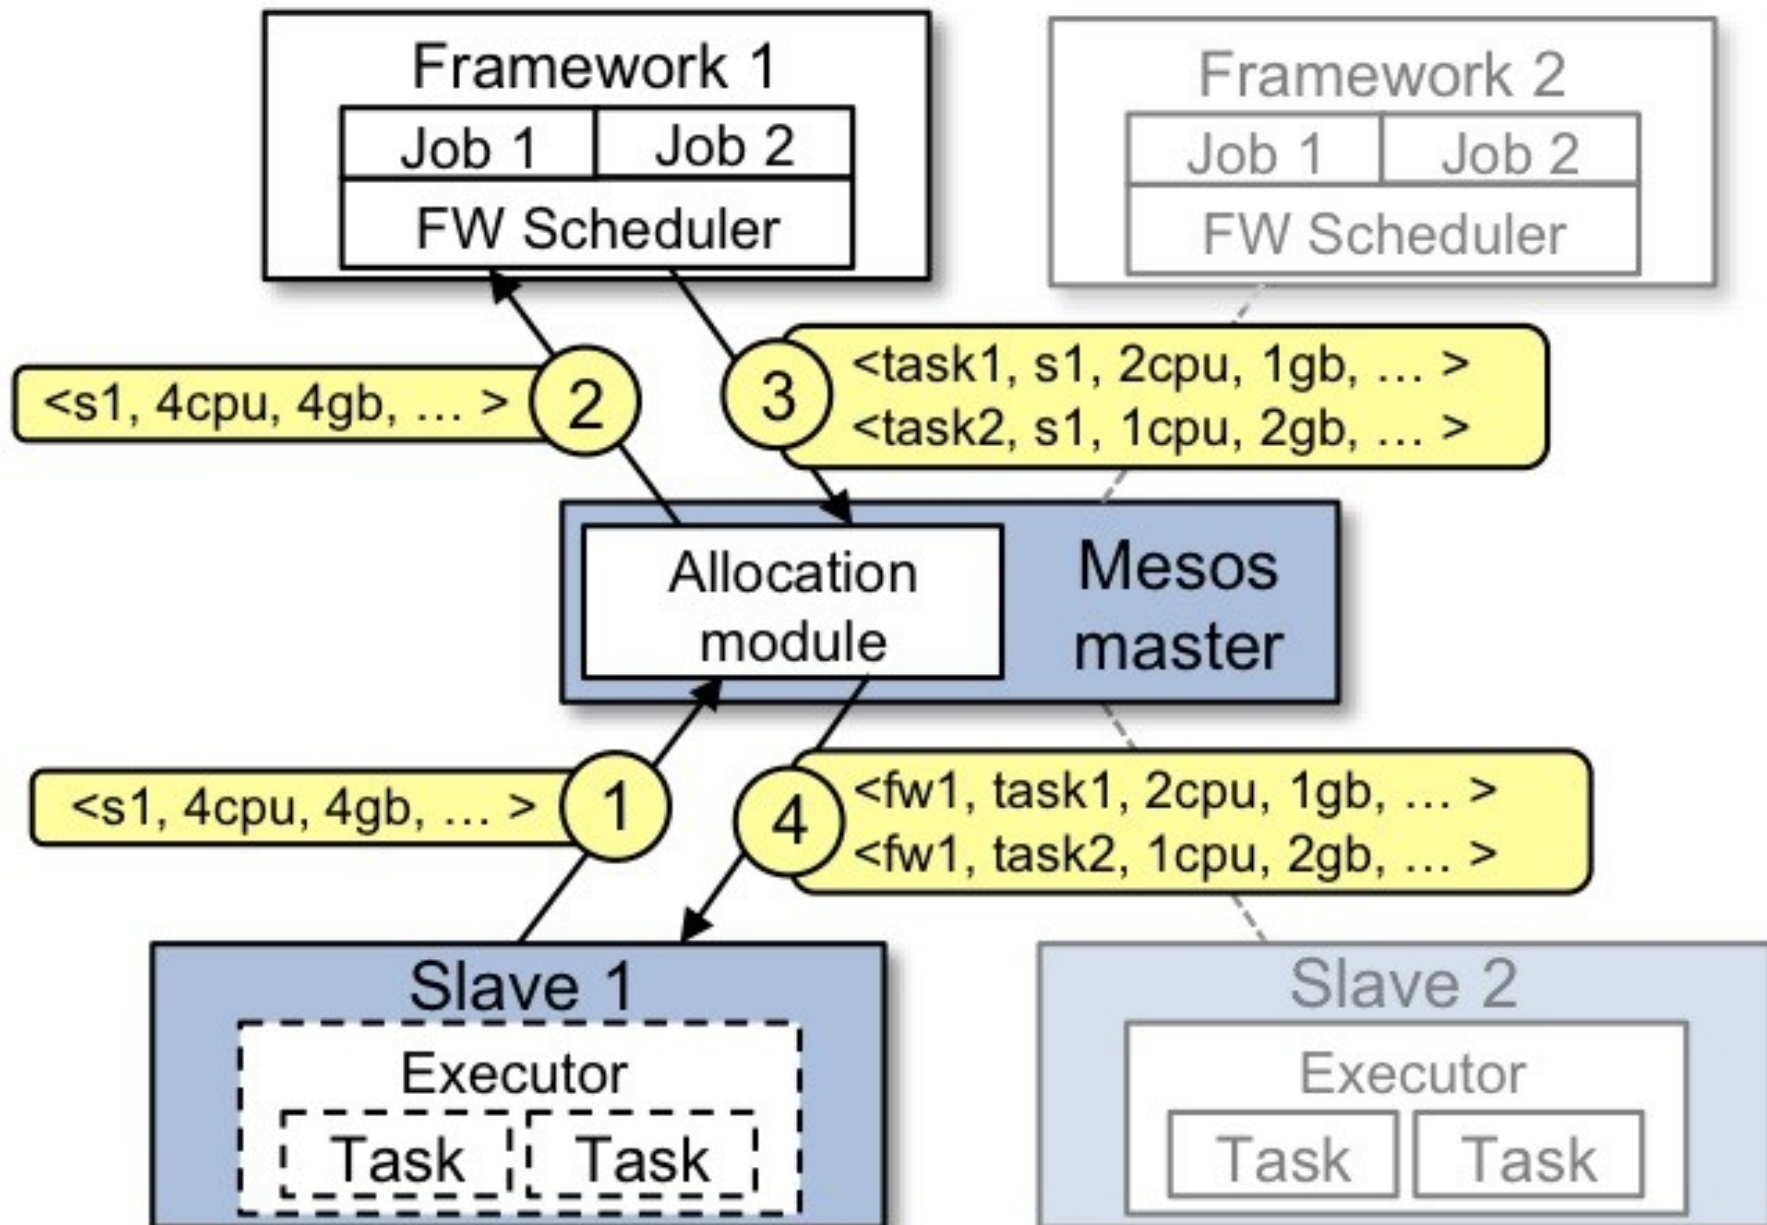 Framework 1
Job 1
Job 2
FW Scheduler
Framework 2
Job 1
Job 2
FW Scheduler
<s1, 4cpu, 4gb, … >
2
3
<task1, s1, 2cpu, 1gb, … >
<task2, s1, 1cpu, 2gb, … >
Allocation
module
Mesos
master
<s1, 4cpu, 4gb, … >
1
4
<fw1, task1, 2cpu, 1gb, … >
<fw1, task2, 1cpu, 2gb, … >
Slave 1
Executor
Task
Task
Slave 2
Executor
Task
Task